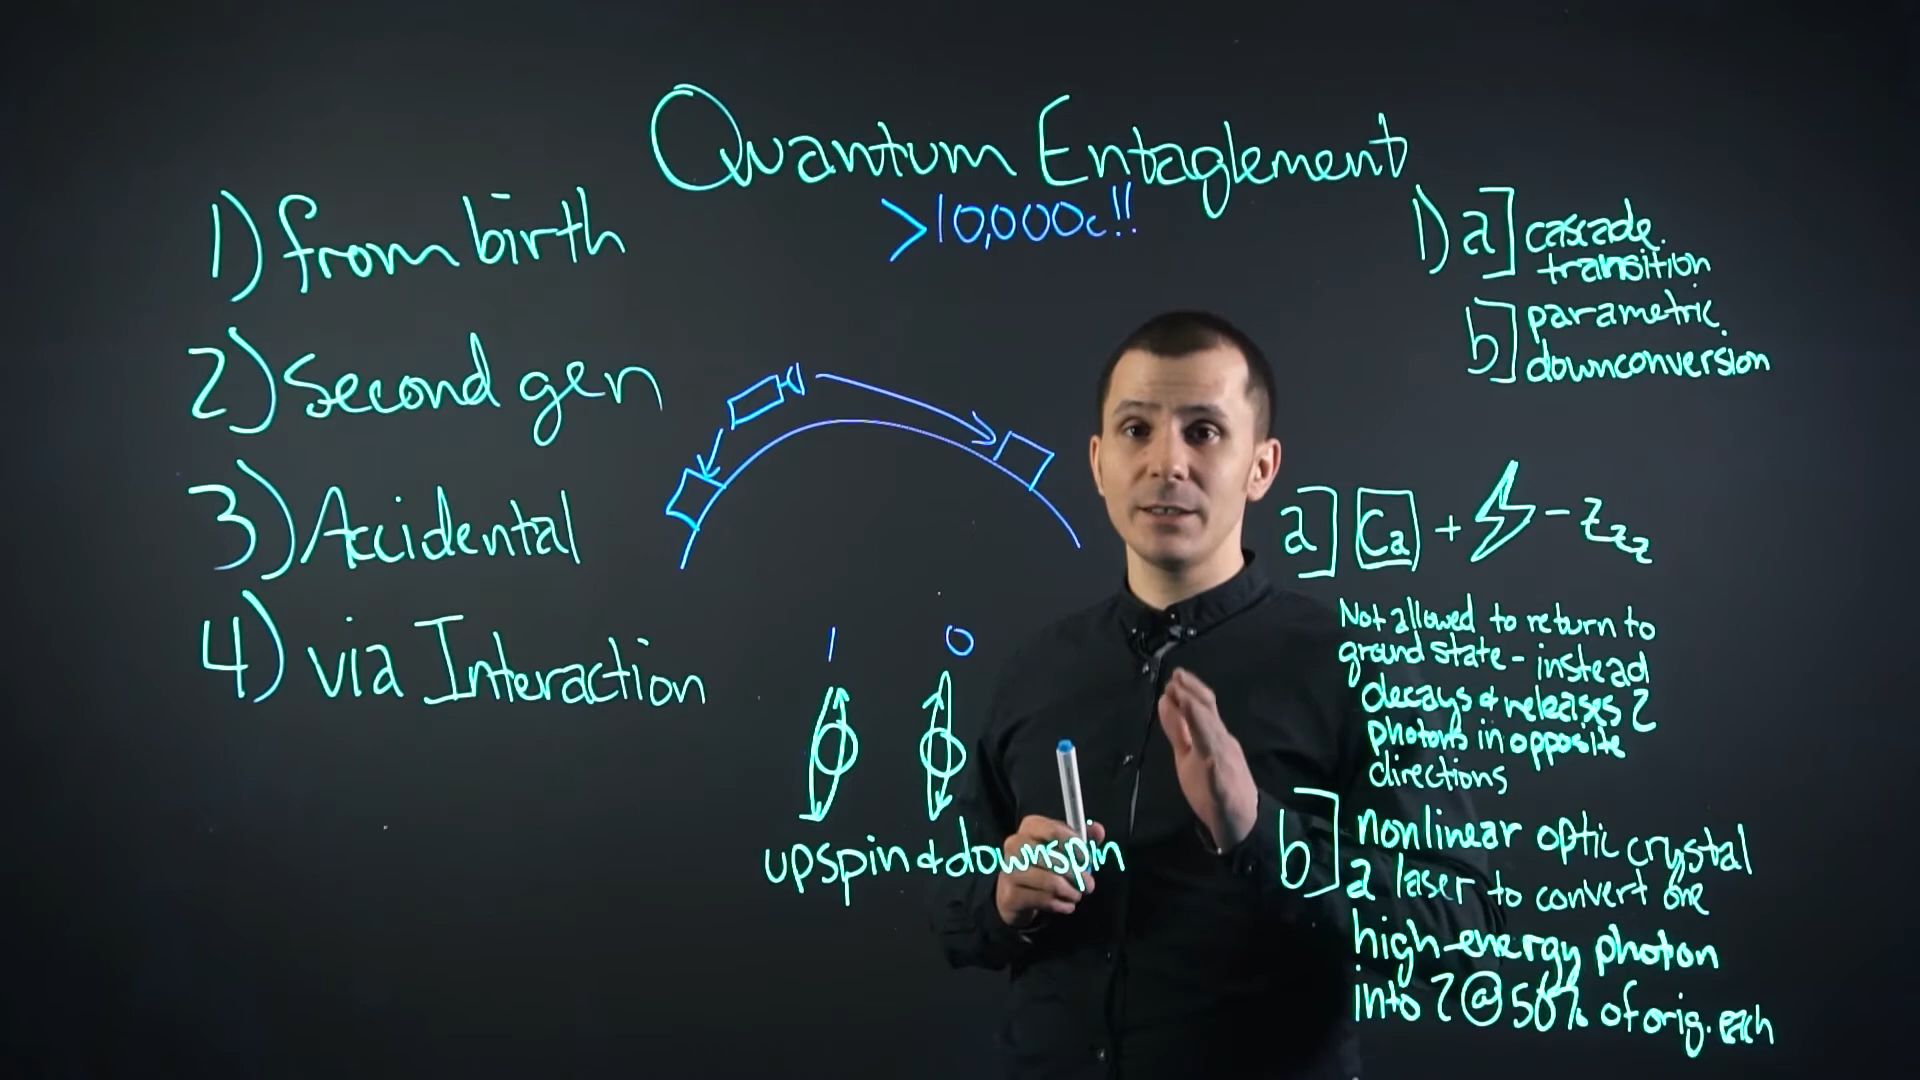 Quantum Entaglement
>10,000c!!
1) from birth
2) Second gen
3) Accidental
4) via Interaction
1 0
upspin & downspin
1) a] cascade
transition
b] parametric
downconversion
a] Ca + - zzzz
Not allowed to return to
ground state - instead
decays & releases 2
photons in opposite
directions
b] nonlinear optic crystal
a laser to convert one
high-energy photon
into 2 @ 50% of orig. each